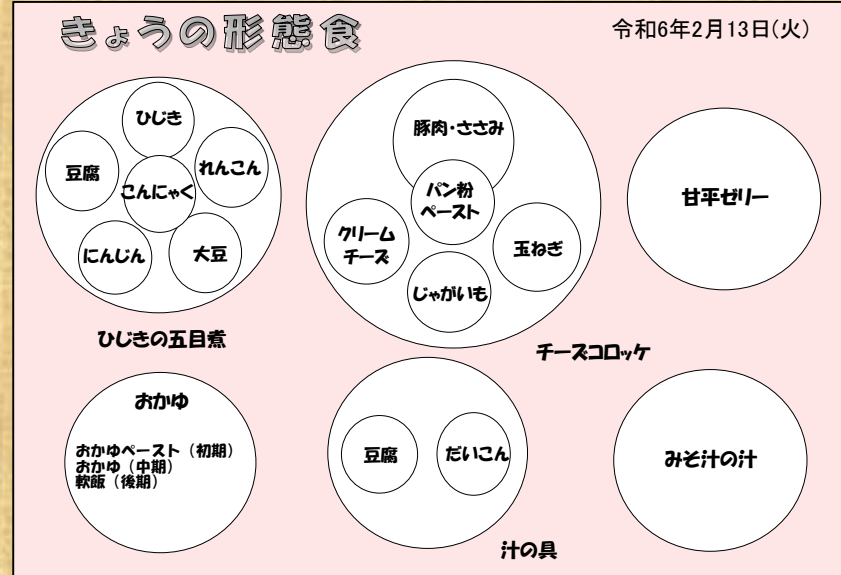 きょうの形態食
令和6年2月13日(火)
ひじき
豆腐
れんこん
こんにゃく
にんじん
大豆
ひじきの五目煮
豚肉・ささみ
パン粉
ペースト
クリーム
チーズ
玉ねぎ
じゃがいも
チーズコロッケ
甘平ゼリー
おかゆ
おかゆペースト（初期）
おかゆ（中期）
軟飯（後期）
豆腐
だいこん
汁の具
みそ汁の汁